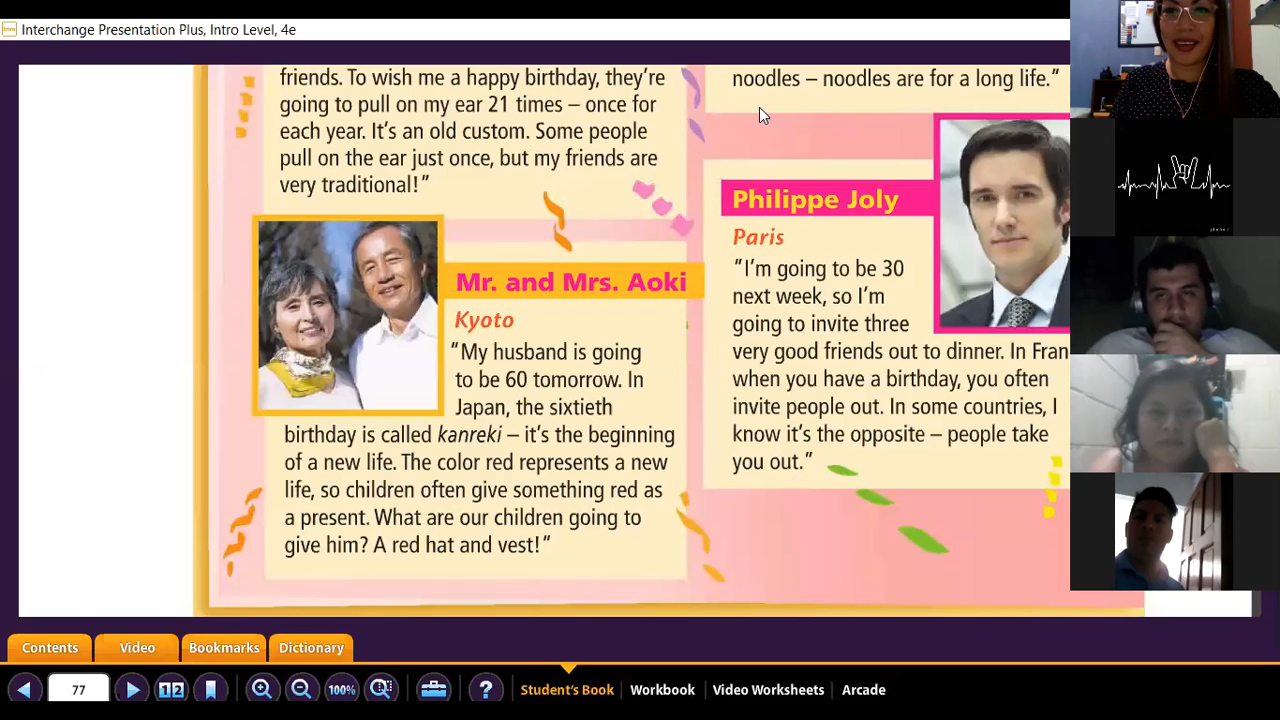 Interchange Presentation Plus, Intro Level, 4e
friends. To wish me a happy birthday, they're
going to pull on my ear 21 times – once for
each year. It's an old custom. Some people
pull on the ear just once, but my friends are
very traditional!"
Mr. and Mrs. Aoki
Kyoto
"My husband is going
to be 60 tomorrow. In
Japan, the sixtieth
birthday is called kanreki – it's the beginning
of a new life. The color red represents a new
life, so children often give something red as
a present. What are our children going to
give him? A red hat and vest!"
noodles – noodles are for a long life."
Philippe Joly
Paris
"I'm going to be 30
next week, so I'm
going to invite three
very good friends out to dinner. In Fran
when you have a birthday, you often
invite people out. In some countries, I
know it's the opposite – people take
you out."
Contents Video Bookmarks Dictionary
77 12 100% ? Student's Book Workbook Video Worksheets Arcade